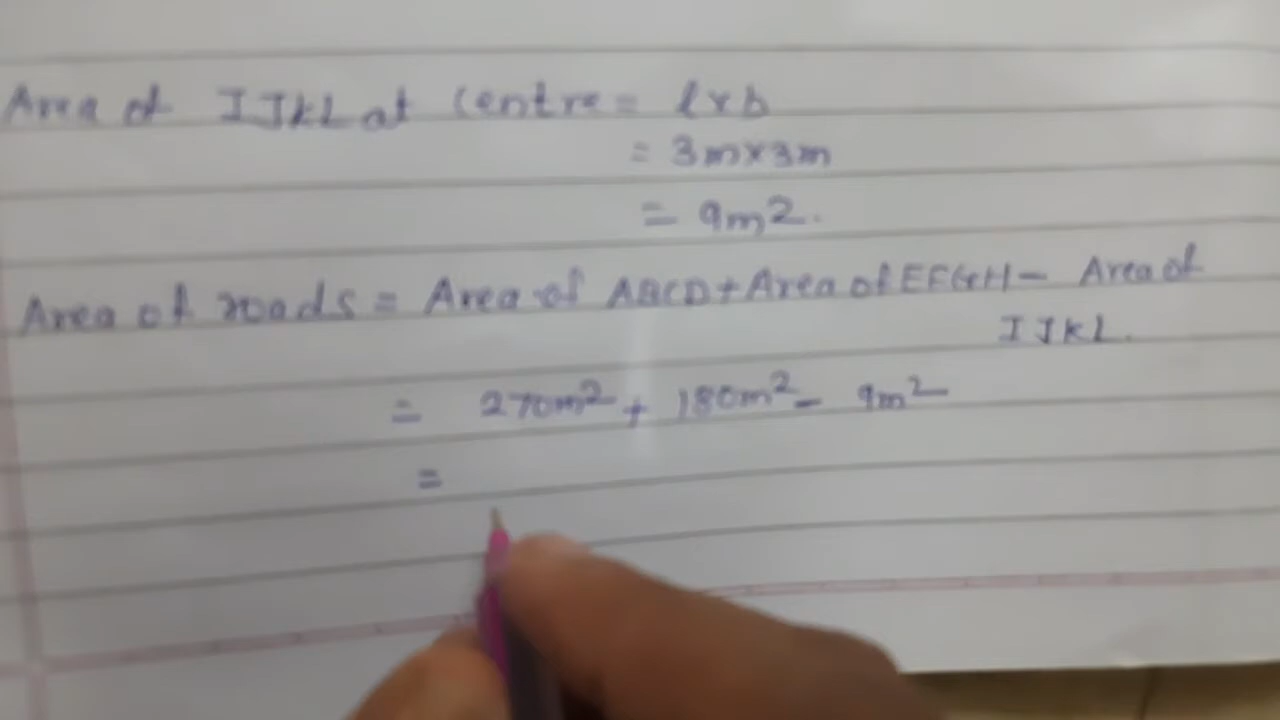 Area of IJKL at Centre = l x b
= 3m x 3m
= 9m2.
Area of roads = Area of ABCD + Area of EFGH - Area of
IJKL.
= 270m2 + 180m2 - 9m2
=